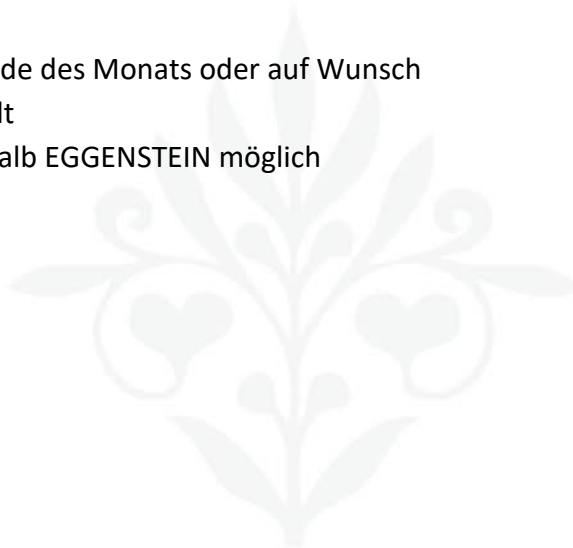 de des Monats oder auf Wunsch
lt
alb EGGENSTEIN möglich